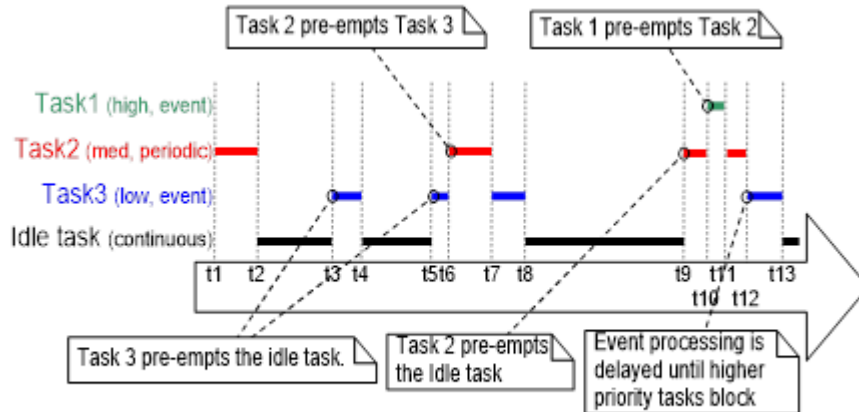 Task 2 pre-empts Task 3
Task 1 pre-empts Task 2
Task1 (high, event)
Task2 (med, periodic)
Task3 (low, event)
Idle task (continuous)
t1 t2 t3 t4 t5 t6 t7 t8 t9 t11 t13
t10 t12
Task 3 pre-empts the idle task.
Task 2 pre-empts
the Idle task
Event processing is
delayed until higher
priority tasks block